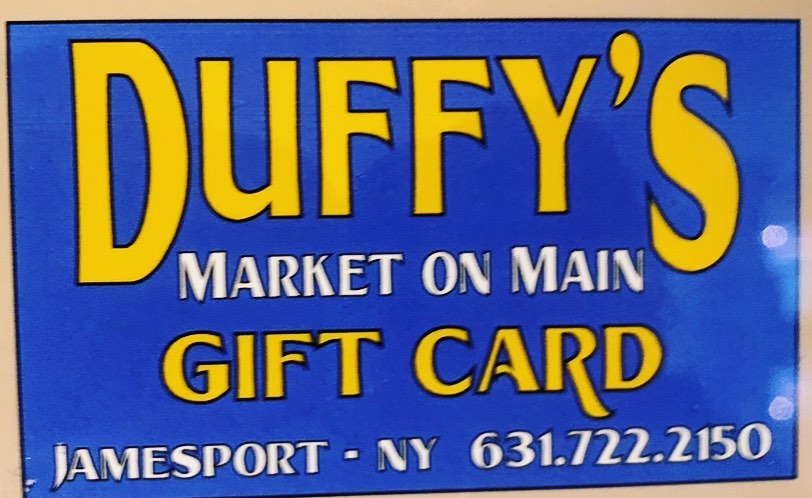 DUFFY'S
MARKET ON MAIN
GIFT CARD
JAMESPORT - NY 631.722.2150